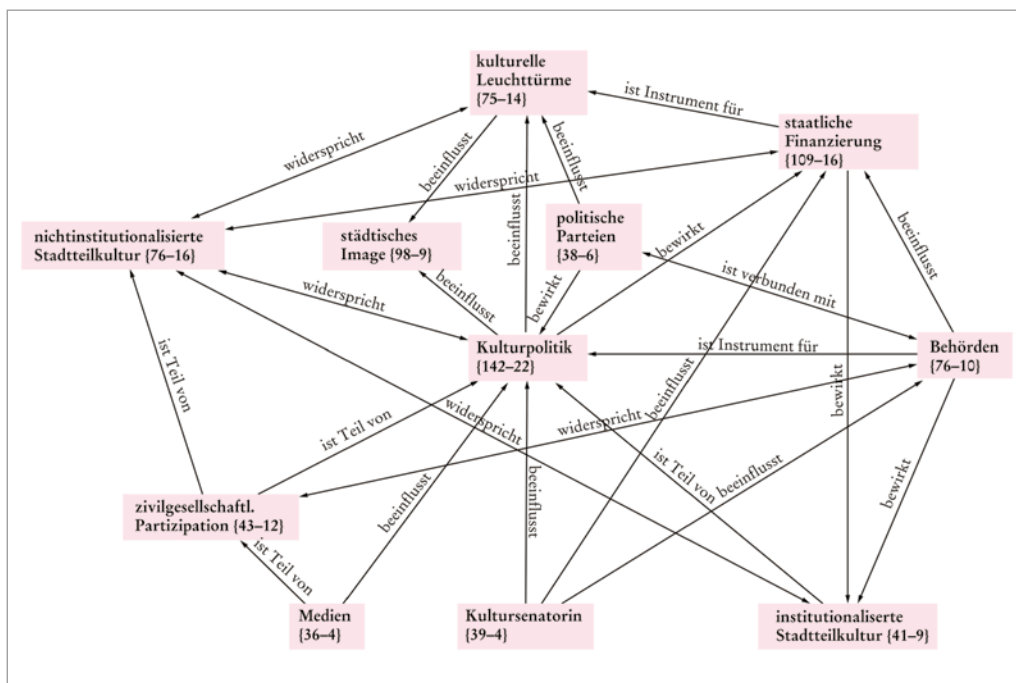 kulturelle
Leuchttürme
{75–14}
ist Instrument für
staatliche
Finanzierung
{109–16}
widerspricht
beeinflusst
beeinflusst
beeinflusst
widerspricht
nichtinstitutionalisierte
Stadtteilkultur {76–16}
städtisches
Image {98–9}
politische
Parteien
{38–6}
bewirkt
beeinflusst
ist verbunden mit
widerspricht
beeinflusst
bewirkt
Kulturpolitik
{142–22}
ist Instrument für
Behörden
{76–10}
ist Teil von
ist Teil von
widerspricht
beeinflusst
bewirkt
widerspricht
zivilgesellschaftl.
Partizipation {43–12}
beeinflusst
beeinflusst
ist Teil von
beeinflusst
bewirkt
ist Teil von
Medien
{36–4}
Kultursenatorin
{39–4}
institutionaliserte
Stadtteilkultur {41–9}